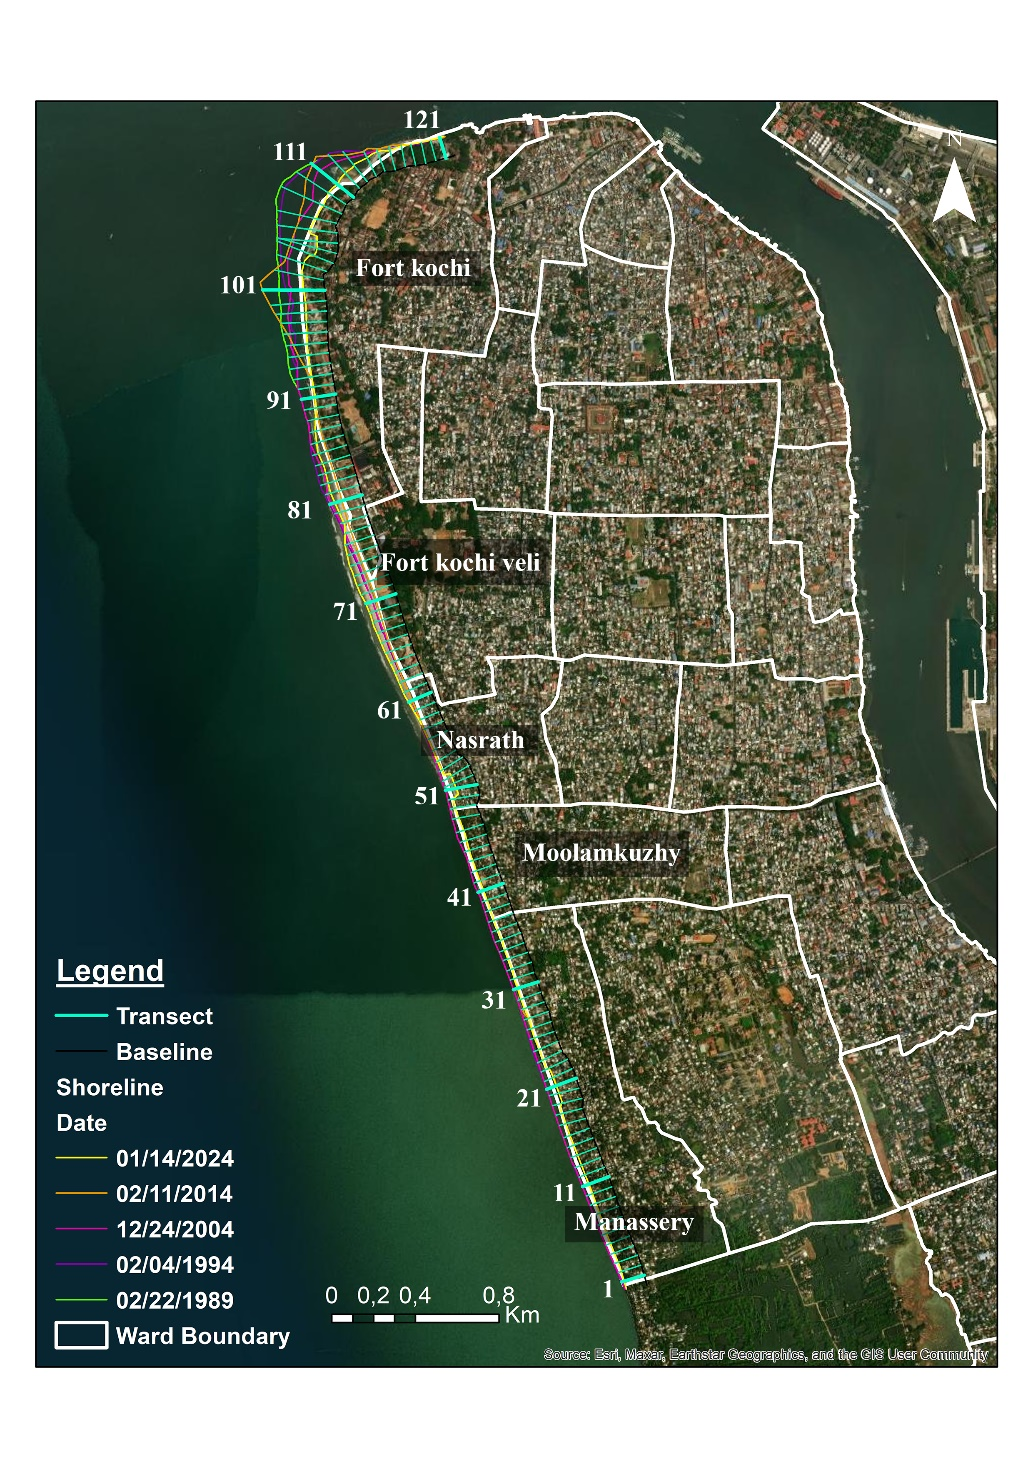 121
111
N
Fort kochi
101
91
81
Fort kochi veli
71
61
Nasrath
51
Moolamkuzhy
41
31
21
11
Manassery
1
Legend
Transect
Baseline
Shoreline
Date
01/14/2024
02/11/2014
12/24/2004
02/04/1994
02/22/1989
Ward Boundary
0 0,2 0,4 0,8
Km
Source: Esri, Maxar, Earthstar Geographics, and the GIS User Community